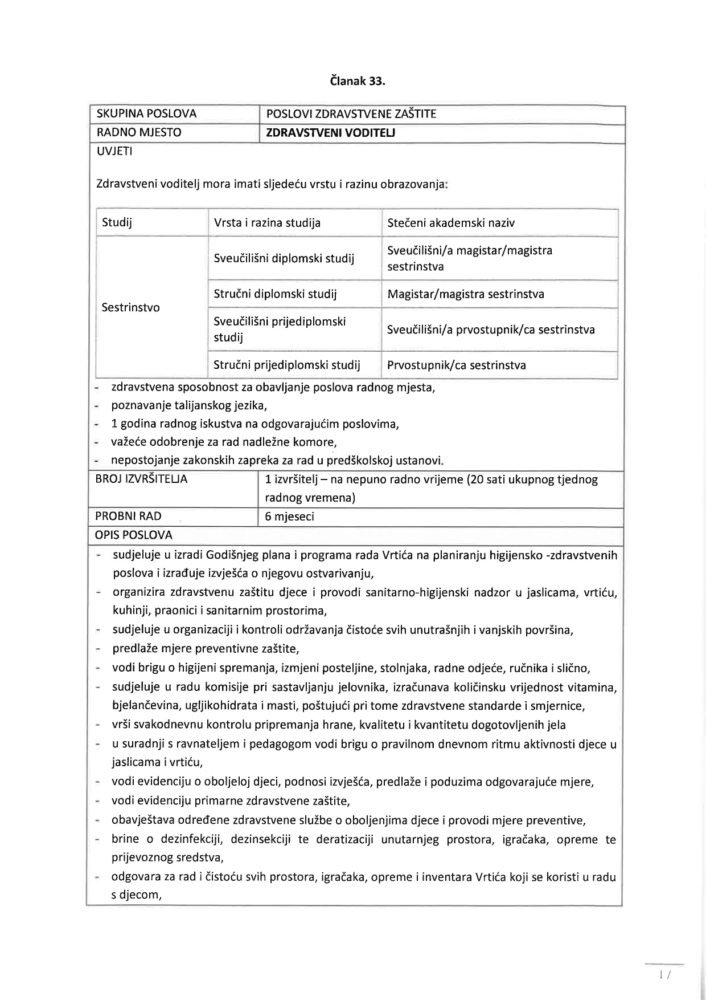 Članak 33.
SKUPINA POSLOVA POSLOVI ZDRAVSTVENE ZAŠTITE
RADNO MJESTO ZDRAVSTVENI VODITELJ
UVJETI
Zdravstveni voditelj mora imati sljedeću vrstu i razinu obrazovanja:
Studij Vrsta i razina studija Stečeni akademski naziv
Sestrinstvo
Sveučilišni diplomski studij
Sveučilišni/a magistar/magistra
sestrinstva
Stručni diplomski studij Magistar/magistra sestrinstva
Sveučilišni prijediplomski
studij
Sveučilišni/a prvostupnik/ca sestrinstva
Stručni prijediplomski studij Prvostupnik/ca sestrinstva
- zdravstvena sposobnost za obavljanje poslova radnog mjesta,
- poznavanje talijanskog jezika,
- 1 godina radnog iskustva na odgovarajućim poslovima,
- važeće odobrenje za rad nadležne komore,
- nepostojanje zakonskih zapreka za rad u predškolskoj ustanovi.
BROJ IZVRŠITELJA 1 izvršitelj – na nepuno radno vrijeme (20 sati ukupnog tjednog
radnog vremena)
PROBNI RAD 6 mjeseci
OPIS POSLOVA
- sudjeluje u izradi Godišnjeg plana i programa rada Vrtića na planiranju higijensko -zdravstvenih
poslova i izrađuje izvješća o njegovu ostvarivanju,
- organizira zdravstvenu zaštitu djece i provodi sanitarno-higijenski nadzor u jaslicama, vrtiću,
kuhinji, praonici i sanitarnim prostorima,
- sudjeluje u organizaciji i kontroli održavanja čistoće svih unutrašnjih i vanjskih površina,
- predlaže mjere preventivne zaštite,
- vodi brigu o higijeni spremanja, izmjeni posteljine, stolnjaka, radne odjeće, ručnika i slično,
- sudjeluje u radu komisije pri sastavljanju jelovnika, izračunava količinsku vrijednost vitamina,
bjelančevina, ugljikohidrata i masti, poštujući pri tome zdravstvene standarde i smjernice,
- vrši svakodnevnu kontrolu pripremanja hrane, kvalitetu i kvantitetu dogotovljenih jela
- u suradnji s ravnateljem i pedagogom vodi brigu o pravilnom dnevnom ritmu aktivnosti djece u
jaslicama i vrtiću,
- vodi evidenciju o oboljeloj djeci, podnosi izvješća, predlaže i poduzima odgovarajuće mjere,
- vodi evidenciju primarne zdravstvene zaštite,
- obavještava određene zdravstvene službe o oboljenjima djece i provodi mjere preventive,
- brine o dezinfekciji, dezinsekciji te deratizaciji unutarnjeg prostora, igračaka, opreme te
prijevoznog sredstva,
- odgovara za rad i čistoću svih prostora, igračaka, opreme i inventara Vrtića koji se koristi u radu
s djecom,